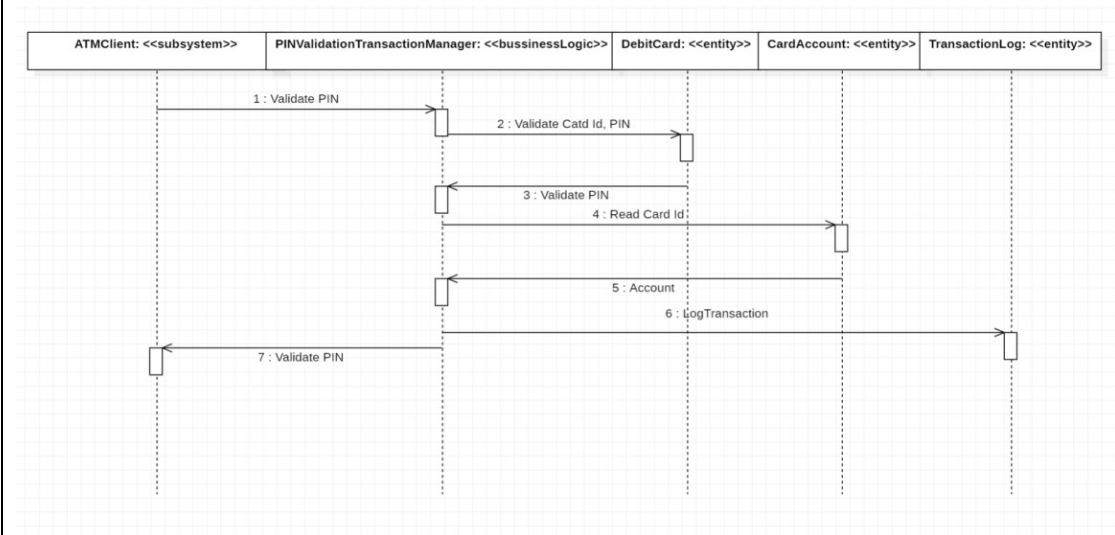 ATMClient: <<subsystem>>
PINValidationTransactionManager: <<bussinessLogic>>
DebitCard: <<entity>>
CardAccount: <<entity>>
TransactionLog: <<entity>>
1 : Validate PIN
2 : Validate Catd Id, PIN
3 : Validate PIN
4 : Read Card Id
5 : Account
6 : LogTransaction
7 : Validate PIN